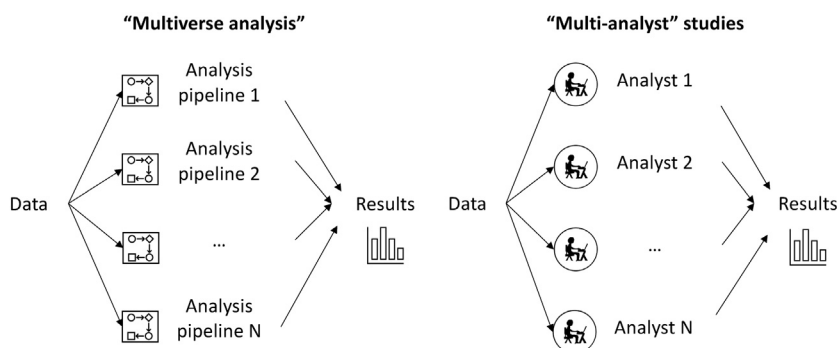 “Multiverse analysis”
Analysis
pipeline 1
Analysis
pipeline 2
Data
Results
...
Analysis
pipeline N
“Multi-analyst” studies
Analyst 1
Analyst 2
Data
Results
...
Analyst N